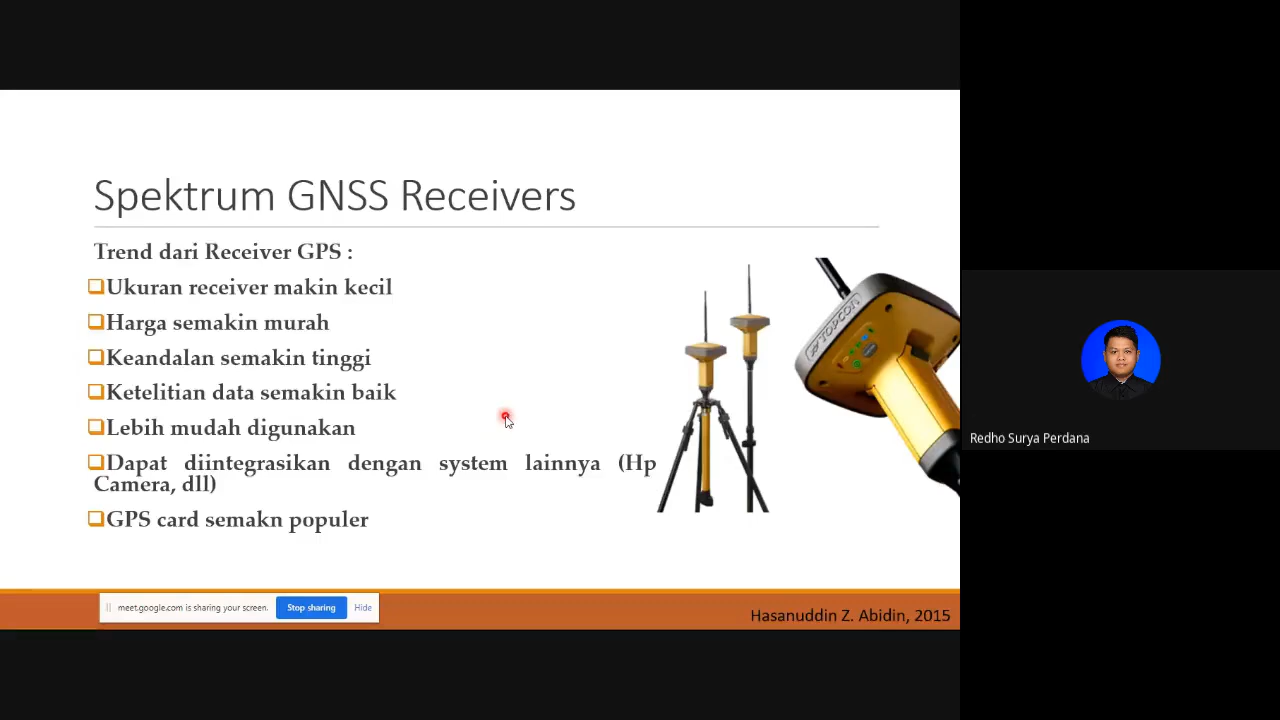 Spektrum GNSS Receivers
Trend dari Receiver GPS :
Ukuran receiver makin kecil
Harga semakin murah
Keandalan semakin tinggi
Ketelitian data semakin baik
Lebih mudah digunakan
Dapat diintegrasikan dengan system lainnya (Hp
Camera, dll)
GPS card semakn populer
TOPCON
Redho Surya Perdana
meet.google.com is sharing your screen.
Stop sharing
Hide
Hasanuddin Z. Abidin, 2015